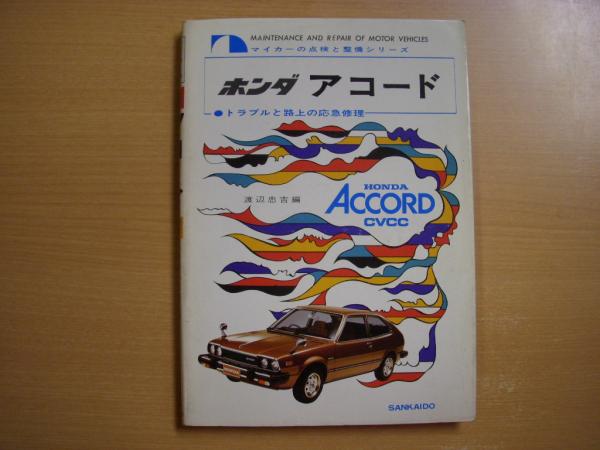 MAINTENANCE AND REPAIR OF MOTOR VEHICLES
マイカーの点検と整備シリーズ
ホンダ アコード
●トラブルと路上の応急修理
渡辺忠吉編
HONDA
ACCORD
CVCC
SANKAIDO